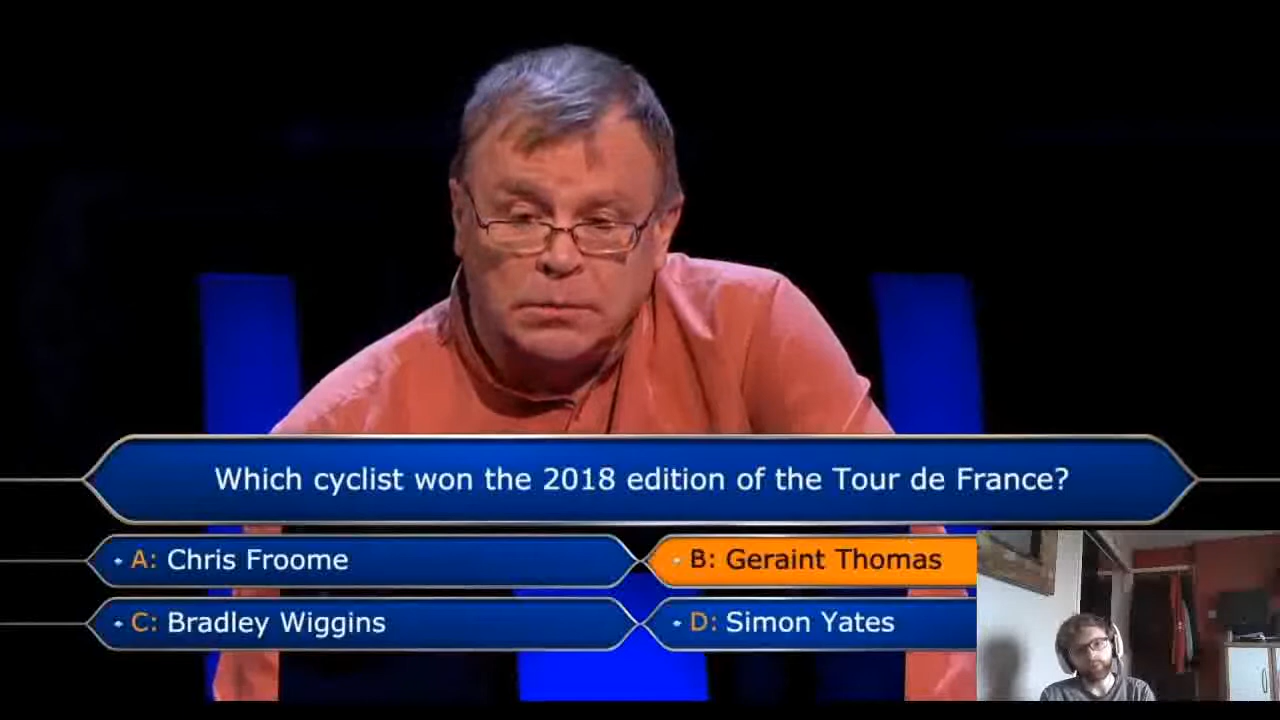 Which cyclist won the 2018 edition of the Tour de France?
A: Chris Froome
B: Geraint Thomas
C: Bradley Wiggins
D: Simon Yates